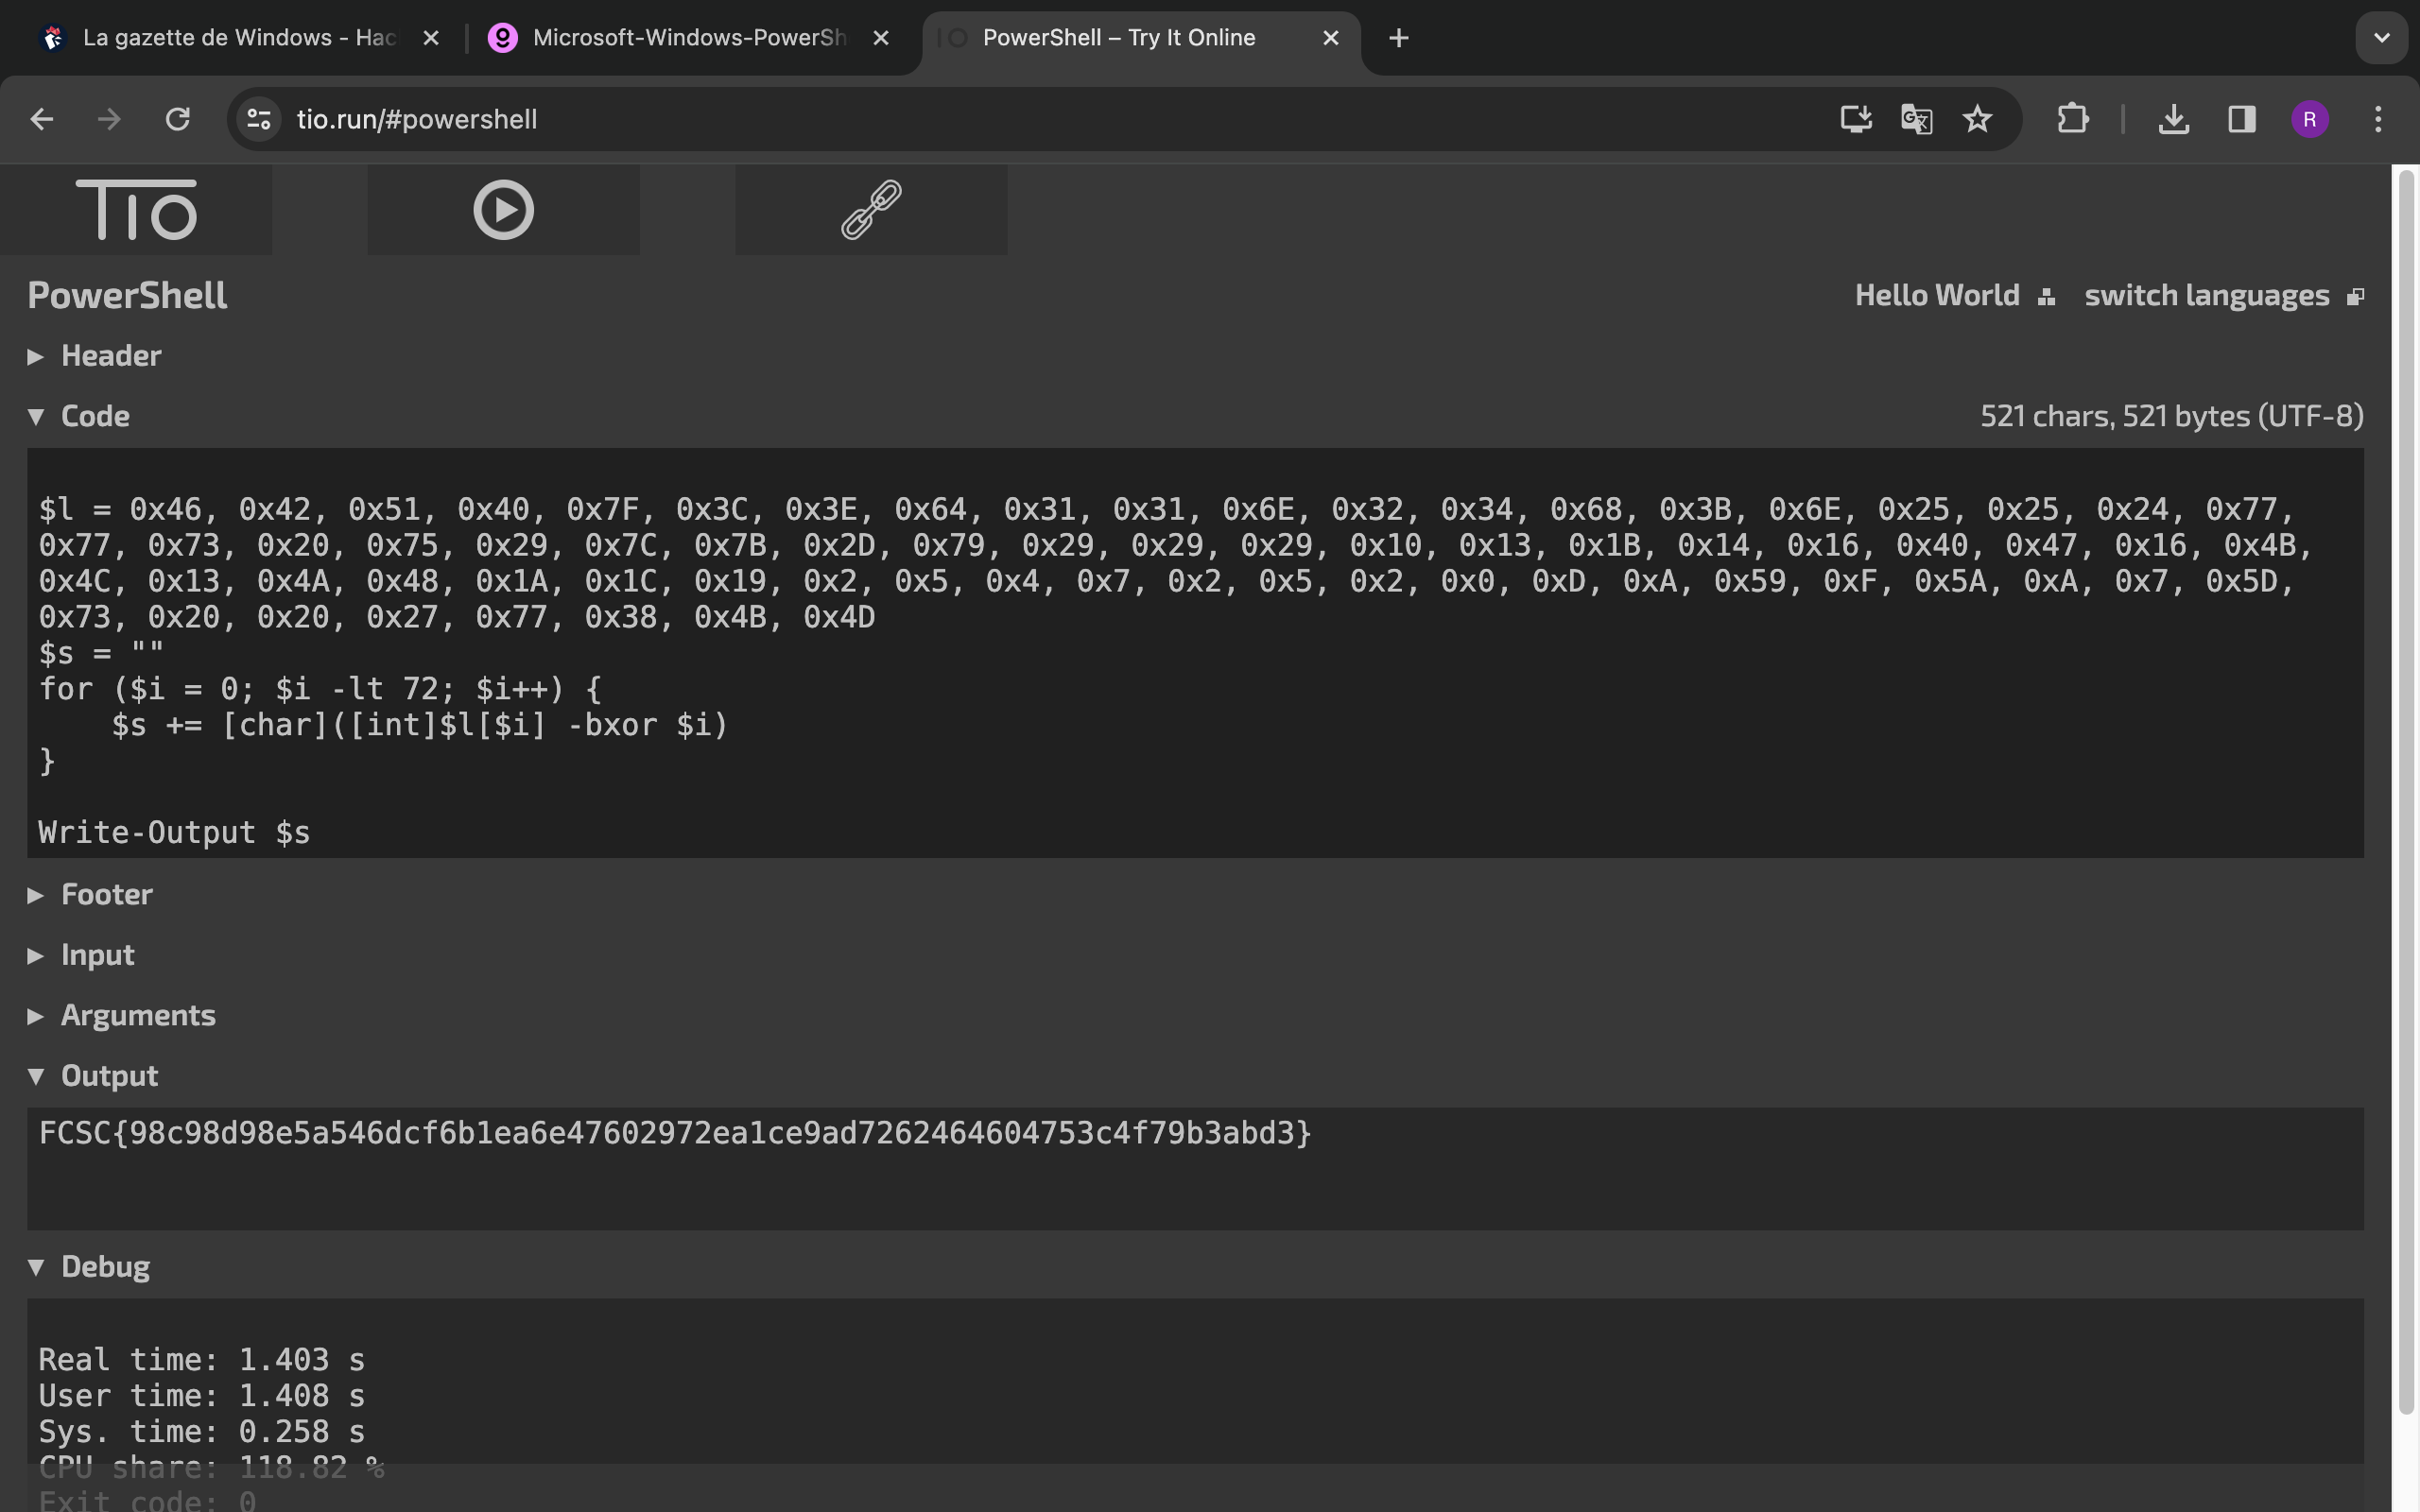 La gazette de Windows - Hac
Microsoft-Windows-PowerSh
PowerShell – Try It Online
tio.run/#powershell
R
TIO
PowerShell
Hello World
switch languages
Header
Code
521 chars, 521 bytes (UTF-8)
$l = 0x46, 0x42, 0x51, 0x40, 0x7F, 0x3C, 0x3E, 0x64, 0x31, 0x31, 0x6E, 0x32, 0x34, 0x68, 0x3B, 0x6E, 0x25, 0x25, 0x24, 0x77,
0x77, 0x73, 0x20, 0x75, 0x29, 0x7C, 0x7B, 0x2D, 0x79, 0x29, 0x29, 0x29, 0x10, 0x13, 0x1B, 0x14, 0x16, 0x40, 0x47, 0x16, 0x4B,
0x4C, 0x13, 0x4A, 0x48, 0x1A, 0x1C, 0x19, 0x2, 0x5, 0x4, 0x7, 0x2, 0x5, 0x2, 0x0, 0xD, 0xA, 0x59, 0xF, 0x5A, 0xA, 0x7, 0x5D,
0x73, 0x20, 0x20, 0x27, 0x77, 0x38, 0x4B, 0x4D
$s = ""
for ($i = 0; $i -lt 72; $i++) {
    $s += [char]([int]$l[$i] -bxor $i)
}
Write-Output $s
Footer
Input
Arguments
Output
FCSC{98c98d98e5a546dcf6b1ea6e47602972ea1ce9ad7262464604753c4f79b3abd3}
Debug
Real time: 1.403 s
User time: 1.408 s
Sys. time: 0.258 s
CPU share: 118.82 %
Exit code: 0